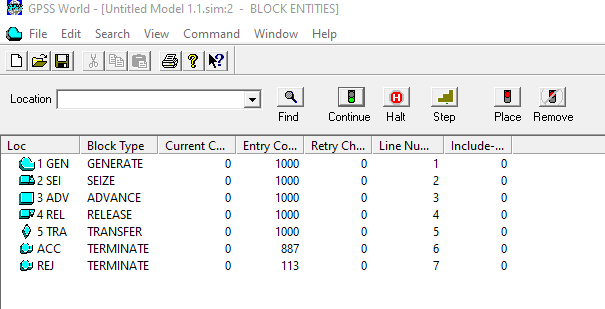 GPSS World - [Untitled Model 1.1.sim:2 - BLOCK ENTITIES]
File Edit Search View Command Window Help
Location Find Continue Halt Step Place Remove
Loc Block Type Current C... Entry Co... Retry Ch... Line Nu... Include-...
1 GEN GENERATE 0 1000 0 1 0
2 SEI SEIZE 0 1000 0 2 0
3 ADV ADVANCE 0 1000 0 3 0
4 REL RELEASE 0 1000 0 4 0
5 TRA TRANSFER 0 1000 0 5 0
ACC TERMINATE 0 887 0 6 0
REJ TERMINATE 0 113 0 7 0